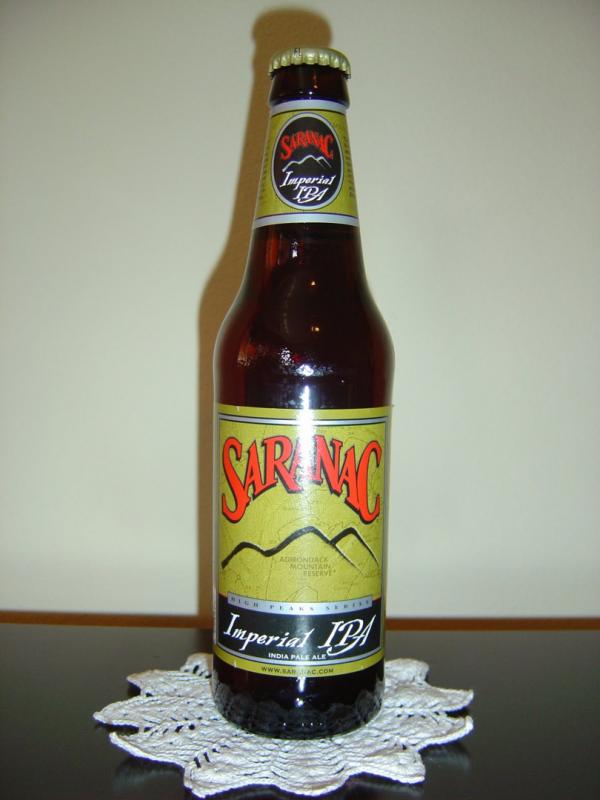 SARANAC
Imperial
IPA
SARANAC
ADIRONDACK
MOUNTAIN
RESERVE
HIGH PEAKS SERIES
Imperial IPA
INDIA PALE ALE
WWW.SARANAC.COM